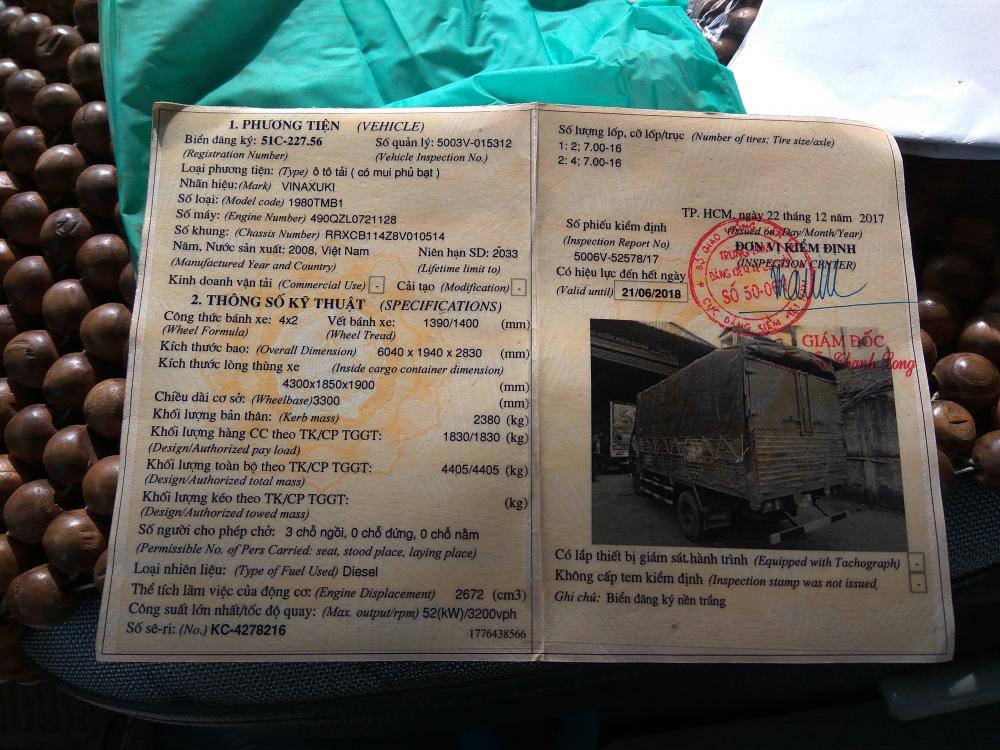 1. PHƯƠNG TIỆN (VEHICLE)
Biển đăng ký: 51C-227.56 Số quản lý: 5003V-015312
(Registration Number) (Vehicle Inspection No.)
Loại phương tiện: (Type) ô tô tải ( có mui phủ bạt )
Nhãn hiệu: (Mark) VINAXUKI
Số loại: (Model code) 1980TMB1
Số máy: (Engine Number) 490QZL0721128
Số khung: (Chassis Number) RRXCB114Z8V010514
Năm, Nước sản xuất: 2008, Việt Nam Niên hạn SD: 2033
(Manufactured Year and Country) (Lifetime limit to)
Kinh doanh vận tải (Commercial Use) - Cải tạo (Modification) -
2. THÔNG SỐ KỸ THUẬT (SPECIFICATIONS)
Công thức bánh xe: 4x2 Vết bánh xe: 1390/1400 (mm)
(Wheel Formula) (Wheel Tread)
Kích thước bao: (Overall Dimension) 6040 x 1940 x 2830 (mm)
Kích thước lòng thùng xe (Inside cargo container dimension)
4300x1850x1900 (mm)
Chiều dài cơ sở: (Wheelbase) 3300 (mm)
Khối lượng bản thân: (Kerb mass) 2380 (kg)
Khối lượng hàng CC theo TK/CP TGGT: 1830/1830 (kg)
(Design/Authorized pay load)
Khối lượng toàn bộ theo TK/CP TGGT: 4405/4405 (kg)
(Design/Authorized total mass)
Khối lượng kéo theo TK/CP TGGT: (kg)
(Design/Authorized towed mass)
Số người cho phép chở: 3 chỗ ngồi, 0 chỗ đứng, 0 chỗ nằm
(Permissible No. of Pers Carried: seat, stood place, laying place)
Loại nhiên liệu: (Type of Fuel Used) Diesel
Thể tích làm việc của động cơ: (Engine Displacement) 2672 (cm3)
Công suất lớn nhất/tốc độ quay: (Max. output/rpm) 52(kW)/3200vph
Số sê-ri: (No.) KC-4278216 1776438566
Số lượng lốp, cỡ lốp/trục (Number of tires; Tire size/axle)
1: 2; 7.00-16
2: 4; 7.00-16
TP. HCM, ngày 22 tháng 12 năm 2017
(Issued on: Day/Month/Year)
Số phiếu kiểm định ĐƠN VỊ KIỂM ĐỊNH
(Inspection Report No) (INSPECTION CENTER)
5006V-52578/17
Có hiệu lực đến hết ngày
(Valid until) 21/06/2018
GIÁM ĐỐC
Thanh Long
Có lắp thiết bị giám sát hành trình (Equipped with Tachograph) -
Không cấp tem kiểm định (Inspection stamp was not issued -
Ghi chú: Biển đăng ký nền trắng